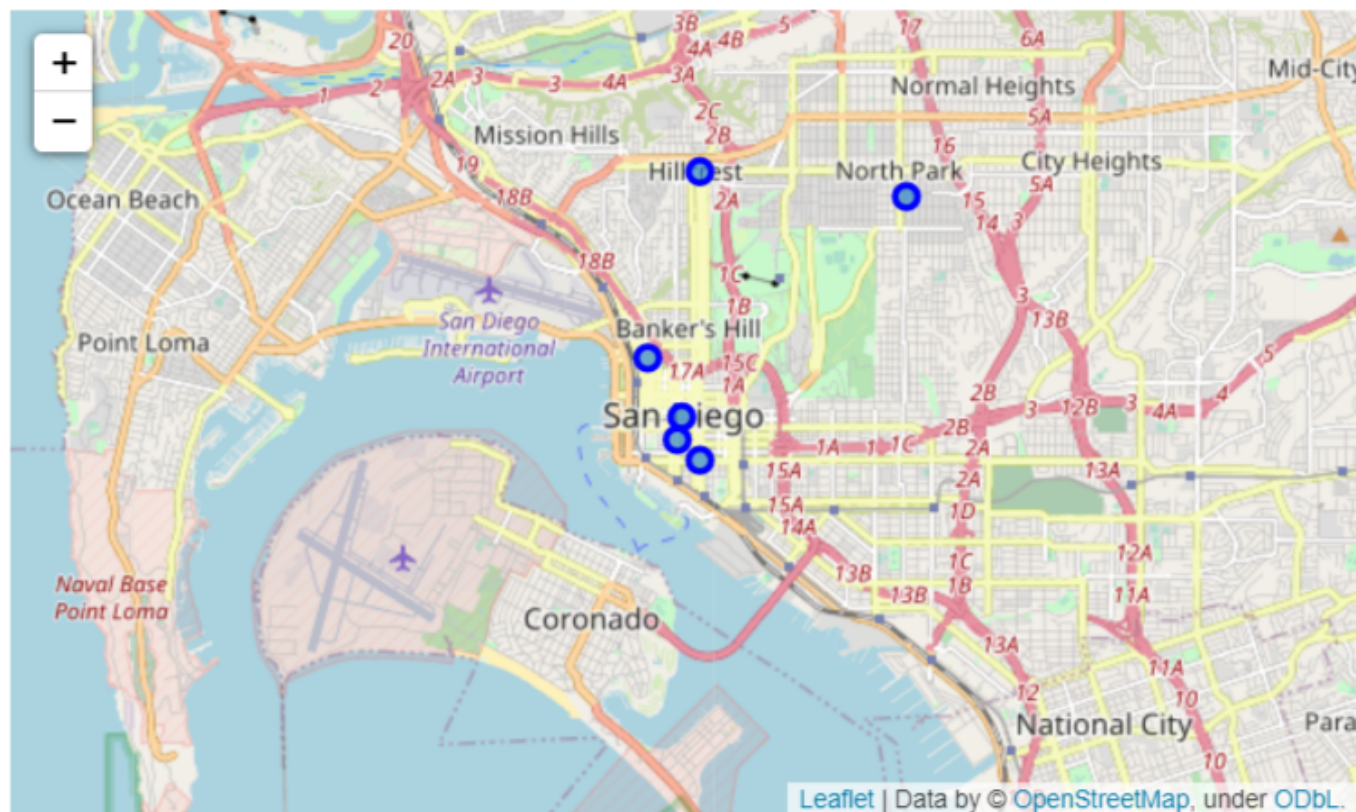 +
−
20
3B
4A
4B
5
17
6A
Mid-City
1
2
2A
3
3
4A
3A
Normal Heights
2C
5A
Mission Hills
2B
16
19
Hillcrest
North Park
City Heights
Ocean Beach
18B
2A
15
5A
14
3
18B
1C
3
1B
13B
San Diego
International
Airport
Banker's Hill
Point Loma
17A
15C
1A
5
2B
3
12B
3
4A
4
San Diego
2B
1A
1
1C
2A
15A
2A
13A
15A
1D
14A
12A
Naval Base
Point Loma
1C
13B
1B
13B
11A
Coronado
13A
11A
12
10
National City
Para
10
Leaflet | Data by © OpenStreetMap, under ODbL.